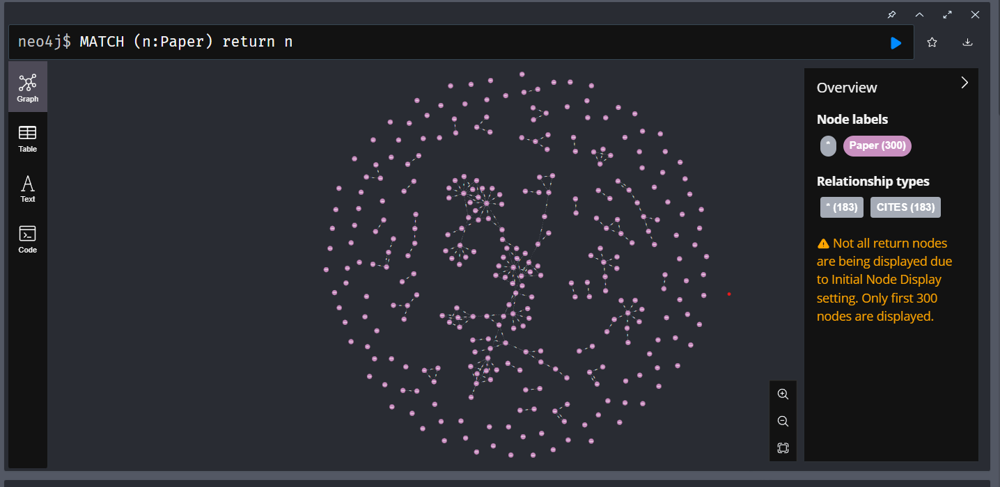 neo4j$ MATCH (n:Paper) return n
Graph
Table
Text
Code
Overview
Node labels
* Paper (300)
Relationship types
* (183) CITES (183)
Not all return nodes
are being displayed due
to Initial Node Display
setting. Only first 300
nodes are displayed.